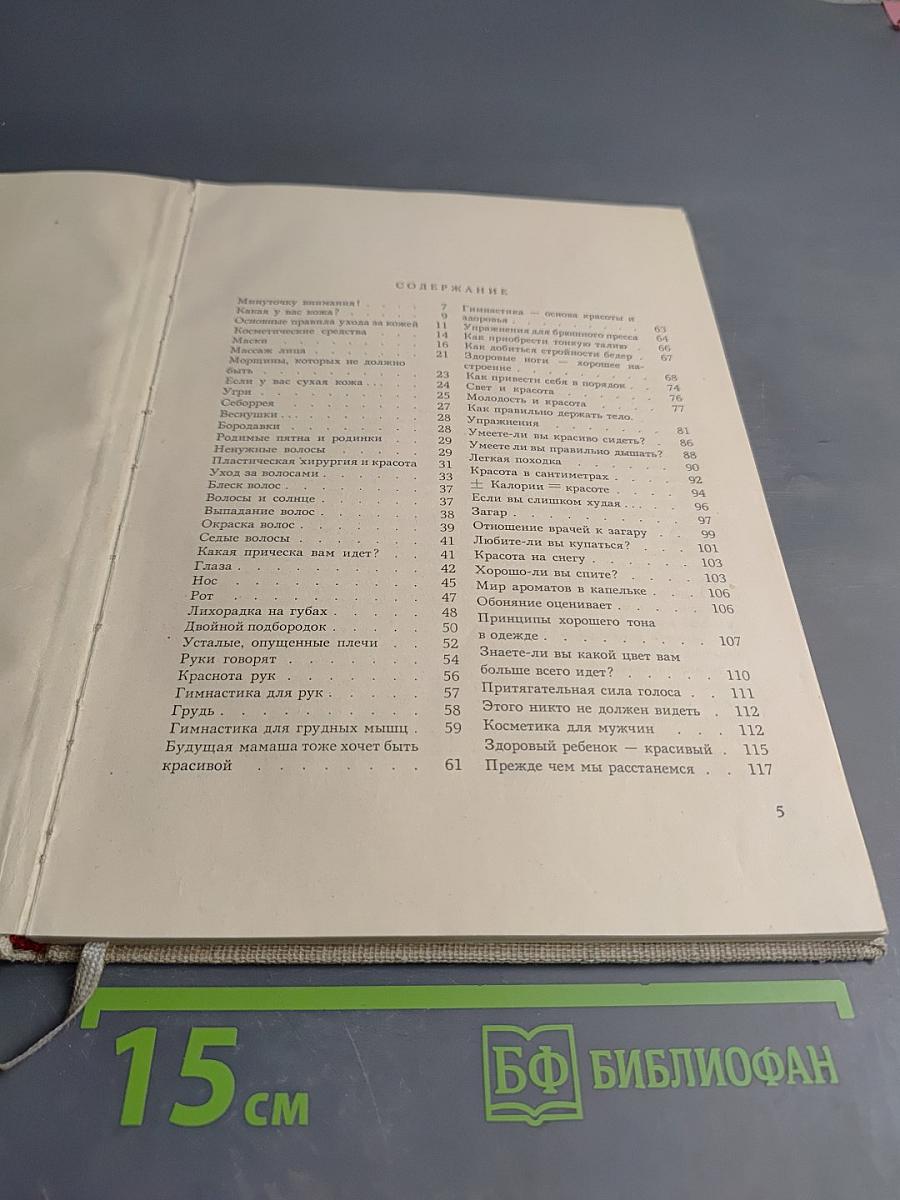 СОДЕРЖАНИЕ
Минуточку внимания! . . . . 7
Какая у вас кожа? . . . . . 9
Основные правила ухода за кожей 11
Косметические средства . . . 14
Маски . . . . . . . . 16
Массаж лица . . . . . . . 21
Морщины, которых не должно
быть . . . . . . . . . 23
Если у вас сухая кожа . . . . 24
Угри . . . . . . . . . 25
Себоррея . . . . . . . . 27
Веснушки . . . . . . . . 28
Бородавки . . . . . . . . 28
Родимые пятна и родинки . . 29
Ненужные волосы . . . . . 29
Пластическая хирургия и красота 31
Уход за волосами . . . . . 33
Блеск волос . . . . . . . 37
Волосы и солнце . . . . . 37
Выпадание волос . . . . . 38
Окраска волос . . . . . . 39
Седые волосы . . . . . . 41
Какая прическа вам идет? . . 41
Глаза . . . . . . . . . 42
Нос . . . . . . . . . 45
Рот . . . . . . . . . 47
Лихорадка на губах . . . . . 48
Двойной подбородок . . . . . 50
Усталые, опущенные плечи . . 52
Руки говорят . . . . . . . 54
Краснота рук . . . . . . . 56
Гимнастика для рук . . . . . 57
Грудь . . . . . . . . . 58
Гимнастика для грудных мышц . 59
Будущая мамаша тоже хочет быть
красивой . . . . . . . . 61
Гимнастика — основа красоты и
здоровья . . . . . . . . 63
Упражнения для брюшного пресса 64
Как приобрести тонкую талию . 66
Как добиться стройности бедер . 67
Здоровые ноги — хорошее на-
строение . . . . . . . . 68
Как привести себя в порядок . . 74
Свет и красота . . . . . . 76
Молодость и красота . . . . 77
Как правильно держать тело.
Упражнения . . . . . . . 81
Умеете-ли вы красиво сидеть? . 86
Умеете ли вы правильно дышать? 88
Легкая походка . . . . . . 90
Красота в сантиметрах . . . . 92
± Калории = красоте . . . . 94
Если вы слишком худая . . . . 96
Загар . . . . . . . . . 97
Отношение врачей к загару . . 99
Любите-ли вы купаться? . . . 101
Красота на снегу . . . . . 103
Хорошо-ли вы спите? . . . . 103
Мир ароматов в капельке . . . 106
Обоняние оценивает . . . . . 106
Принципы хорошего тона
в одежде . . . . . . . . 107
Знаете-ли вы какой цвет вам
больше всего идет? . . . . . 110
Притягательная сила голоса . . 111
Этого никто не должен видеть . 112
Косметика для мужчин . . . 112
Здоровый ребенок — красивый . 115
Прежде чем мы расстанемся . . 117
5
15 см
БФ БИБЛИОФАН